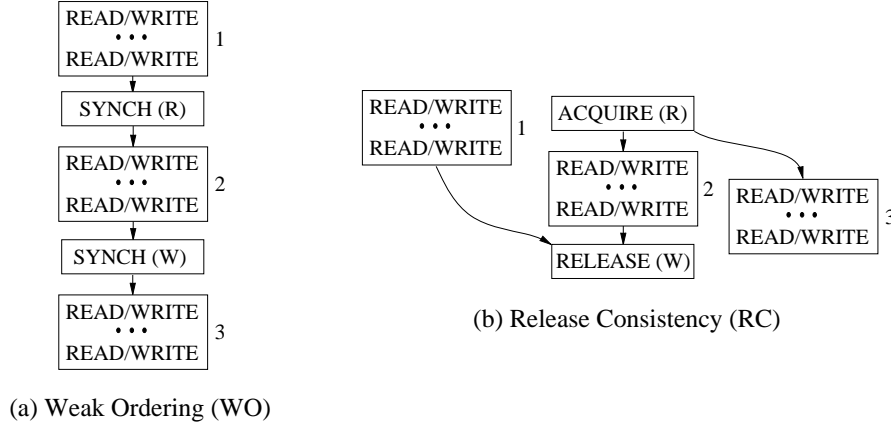 READ/WRITE
• • •
READ/WRITE
1
SYNCH (R)
READ/WRITE
• • •
READ/WRITE
2
SYNCH (W)
READ/WRITE
• • •
READ/WRITE
3
(a) Weak Ordering (WO)
READ/WRITE
• • •
READ/WRITE
1
ACQUIRE (R)
READ/WRITE
• • •
READ/WRITE
2
RELEASE (W)
READ/WRITE
• • •
READ/WRITE
3
(b) Release Consistency (RC)